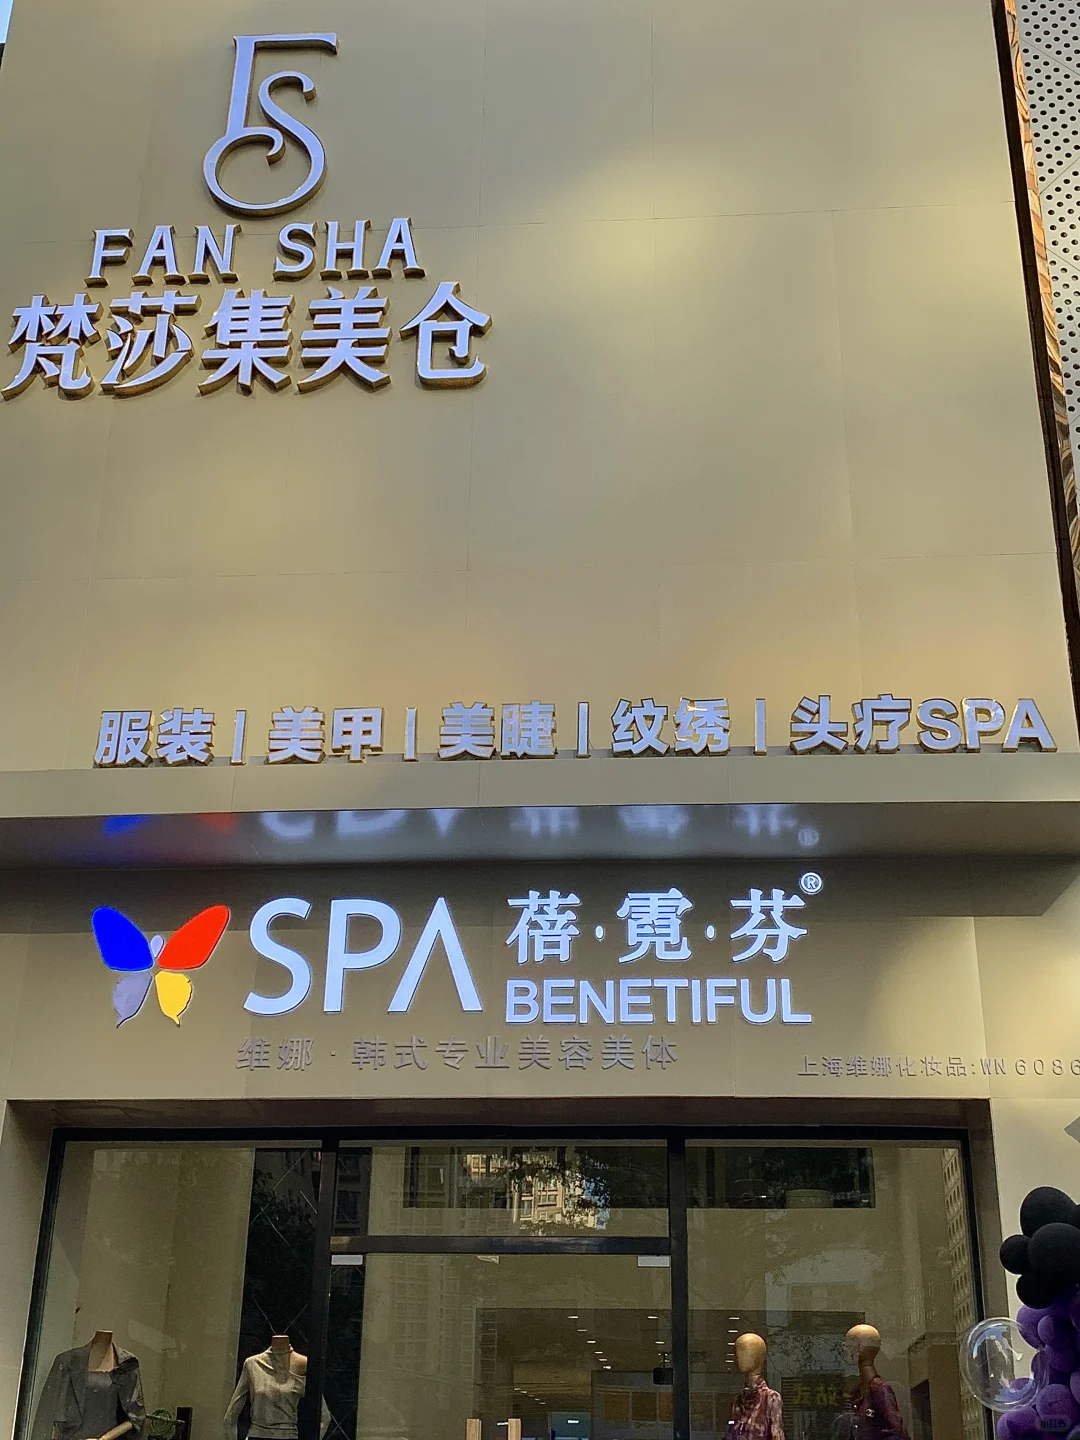 FS
FAN SHA
梵莎集美仓
服装 | 美甲 | 美睫 | 纹绣 | 头疗SPA
SPA 蓓·霓·芬®
BENETIFUL
维娜·韩式专业美容美体
上海维娜化妆品:WN 6086